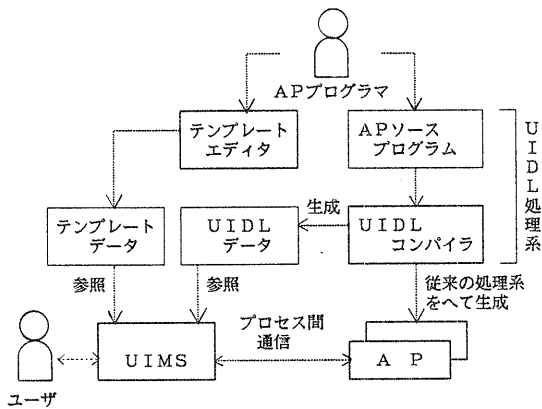 APプログラマ
テンプレート
エディタ
APソース
プログラム
UIDL処理系
テンプレート
データ
UIDL
データ
生成
UIDL
コンパイラ
参照
参照
従来の処理系
をへて生成
プロセス間
通信
UIMS
AP
ユーザ